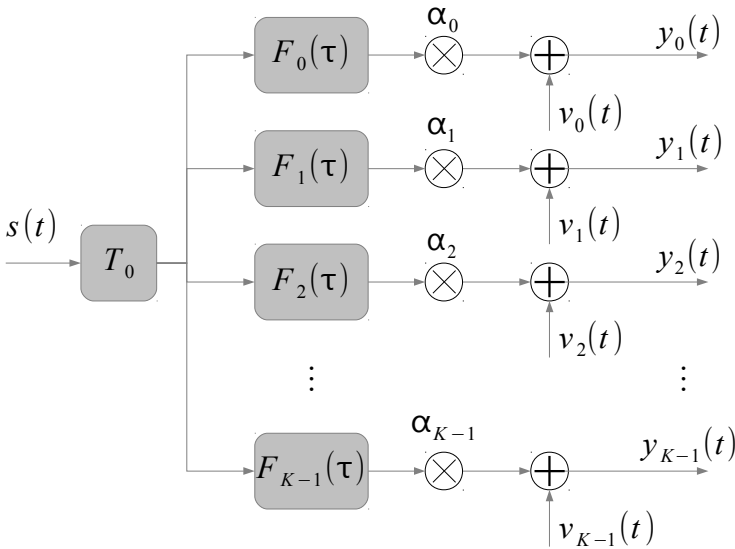 α₀
F₀(τ) y₀(t)
v₀(t)
α₁
F₁(τ) y₁(t)
v₁(t)
s(t)
T₀
α₂
F₂(τ) y₂(t)
v₂(t)
⋮ ⋮
α_{K−1}
F_{K−1}(τ) y_{K−1}(t)
v_{K−1}(t)